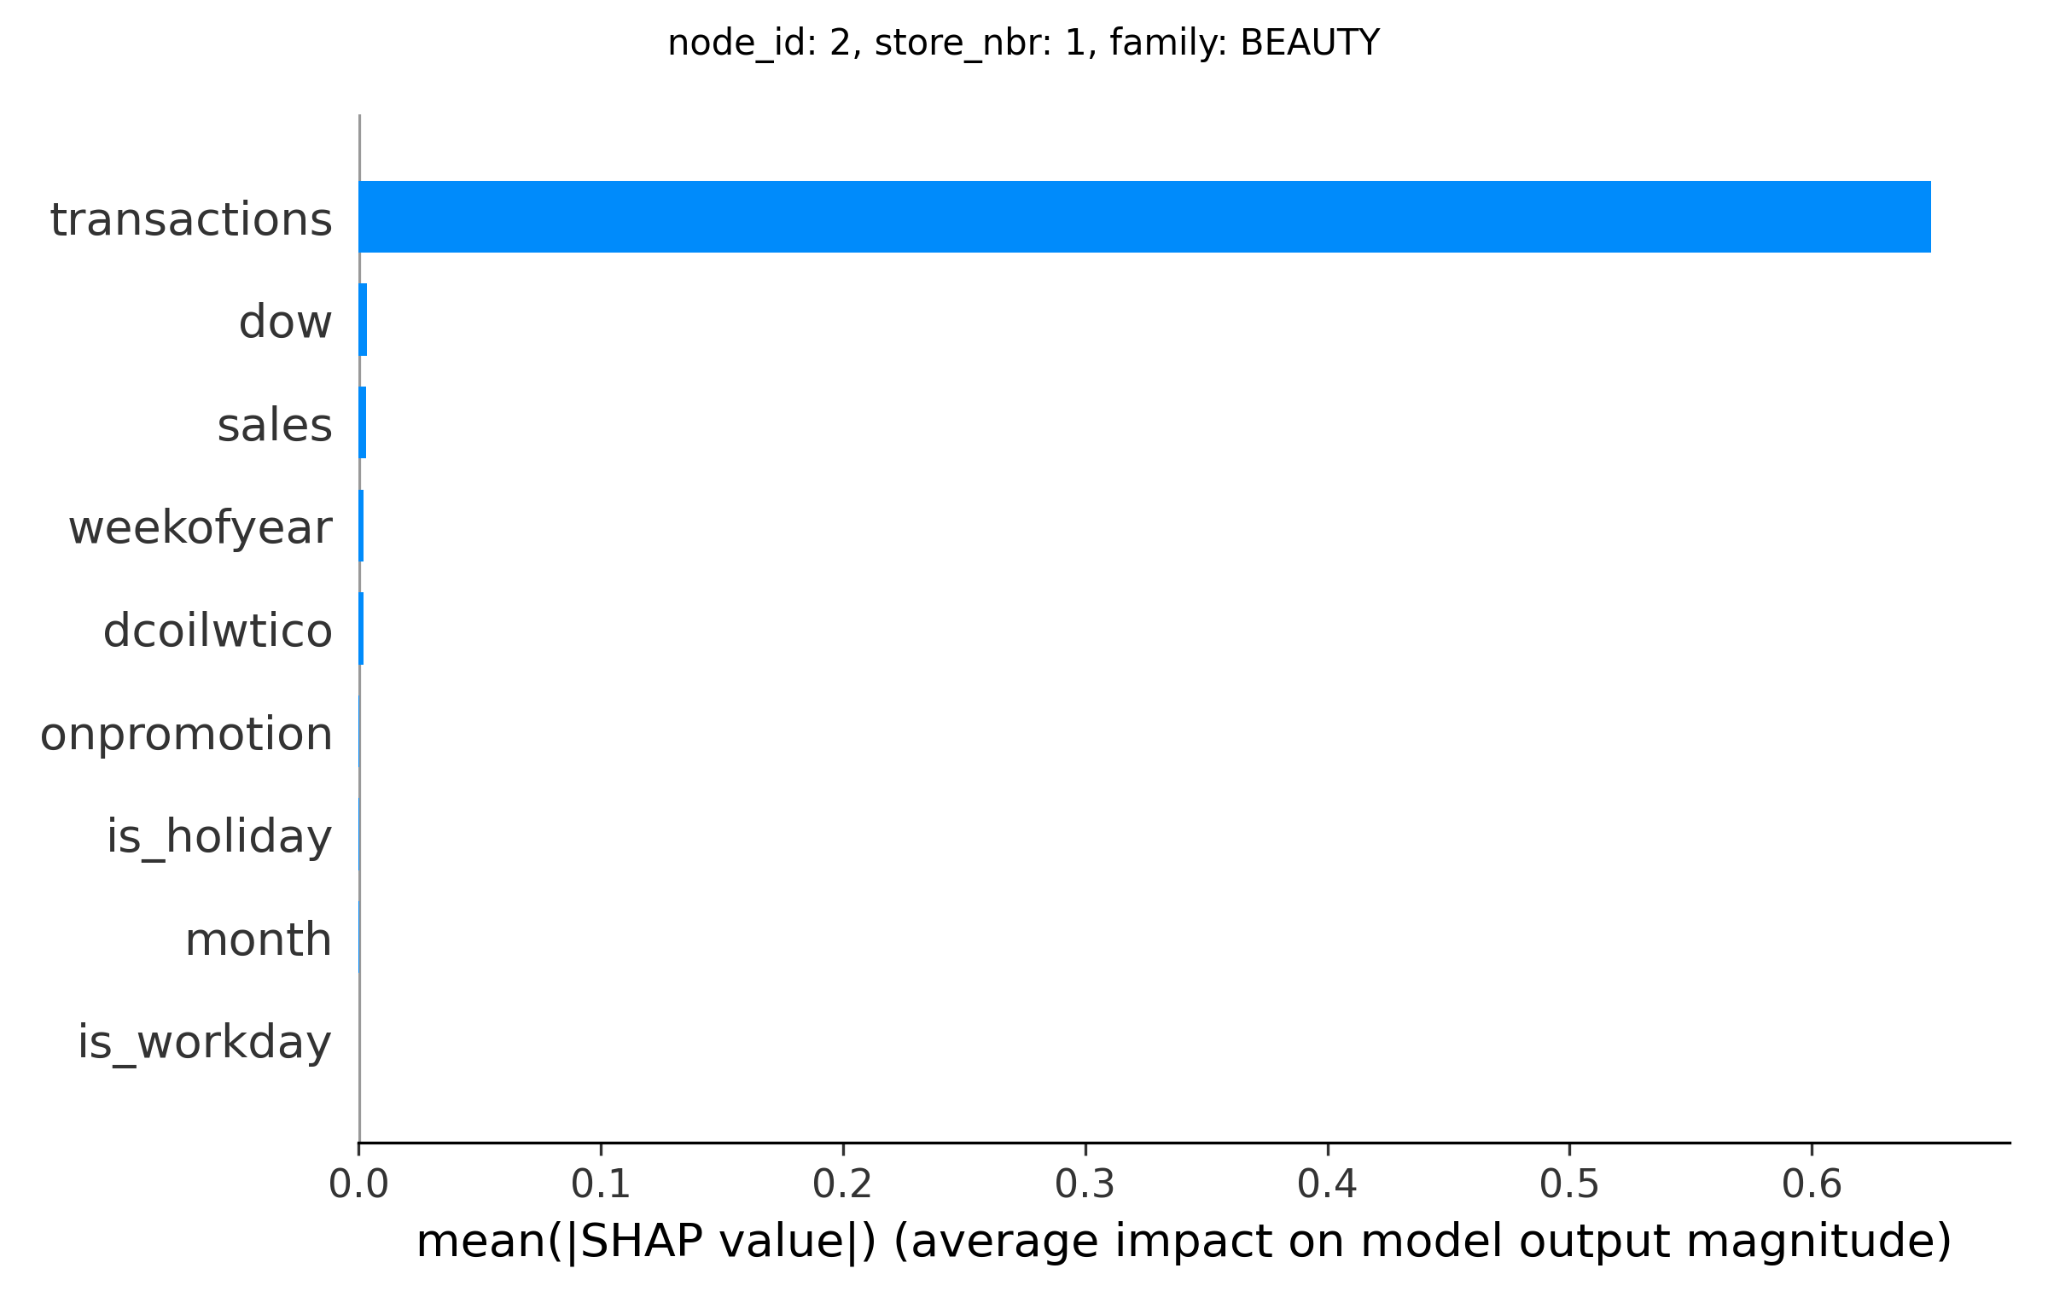 node_id: 2, store_nbr: 1, family: BEAUTY
transactions
dow
sales
weekofyear
dcoilwtico
onpromotion
is_holiday
month
is_workday
0.0 0.1 0.2 0.3 0.4 0.5 0.6
mean(|SHAP value|) (average impact on model output magnitude)